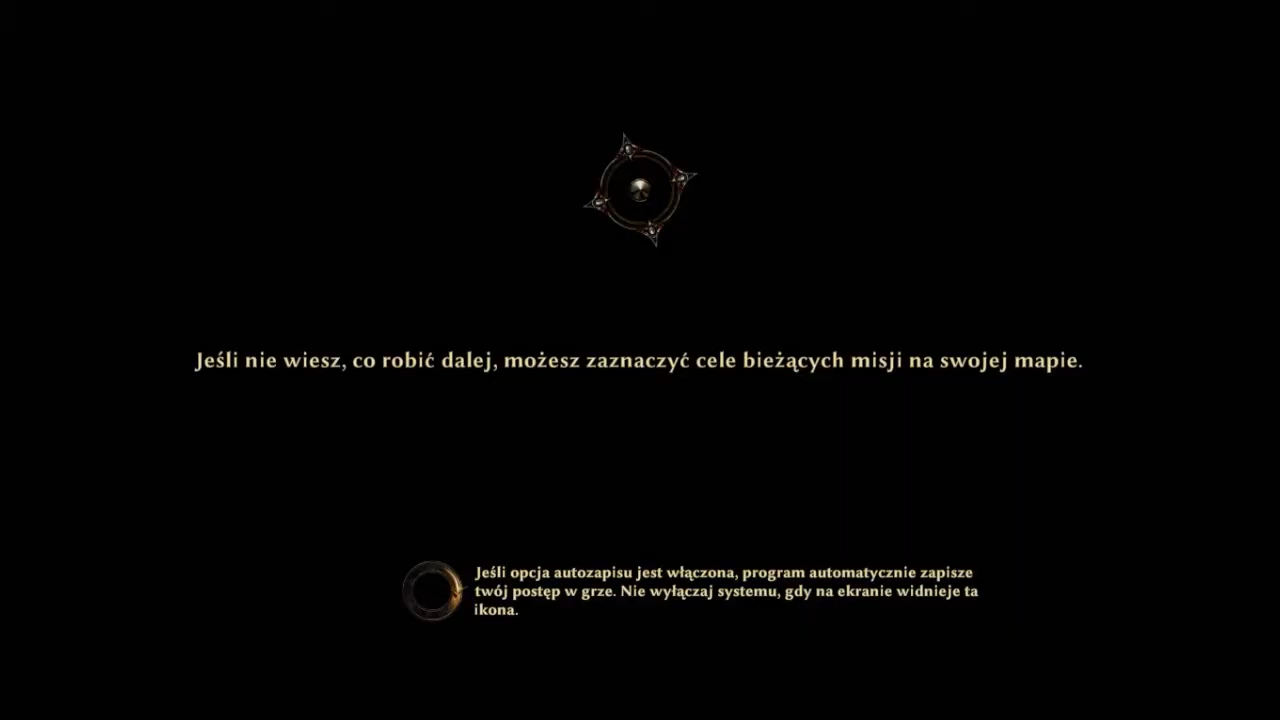 Jeśli nie wiesz, co robić dalej, możesz zaznaczyć cele bieżących misji na swojej mapie.
Jeśli opcja autozapisu jest włączona, program automatycznie zapisze
twój postęp w grze. Nie wyłączaj systemu, gdy na ekranie widnieje ta
ikona.